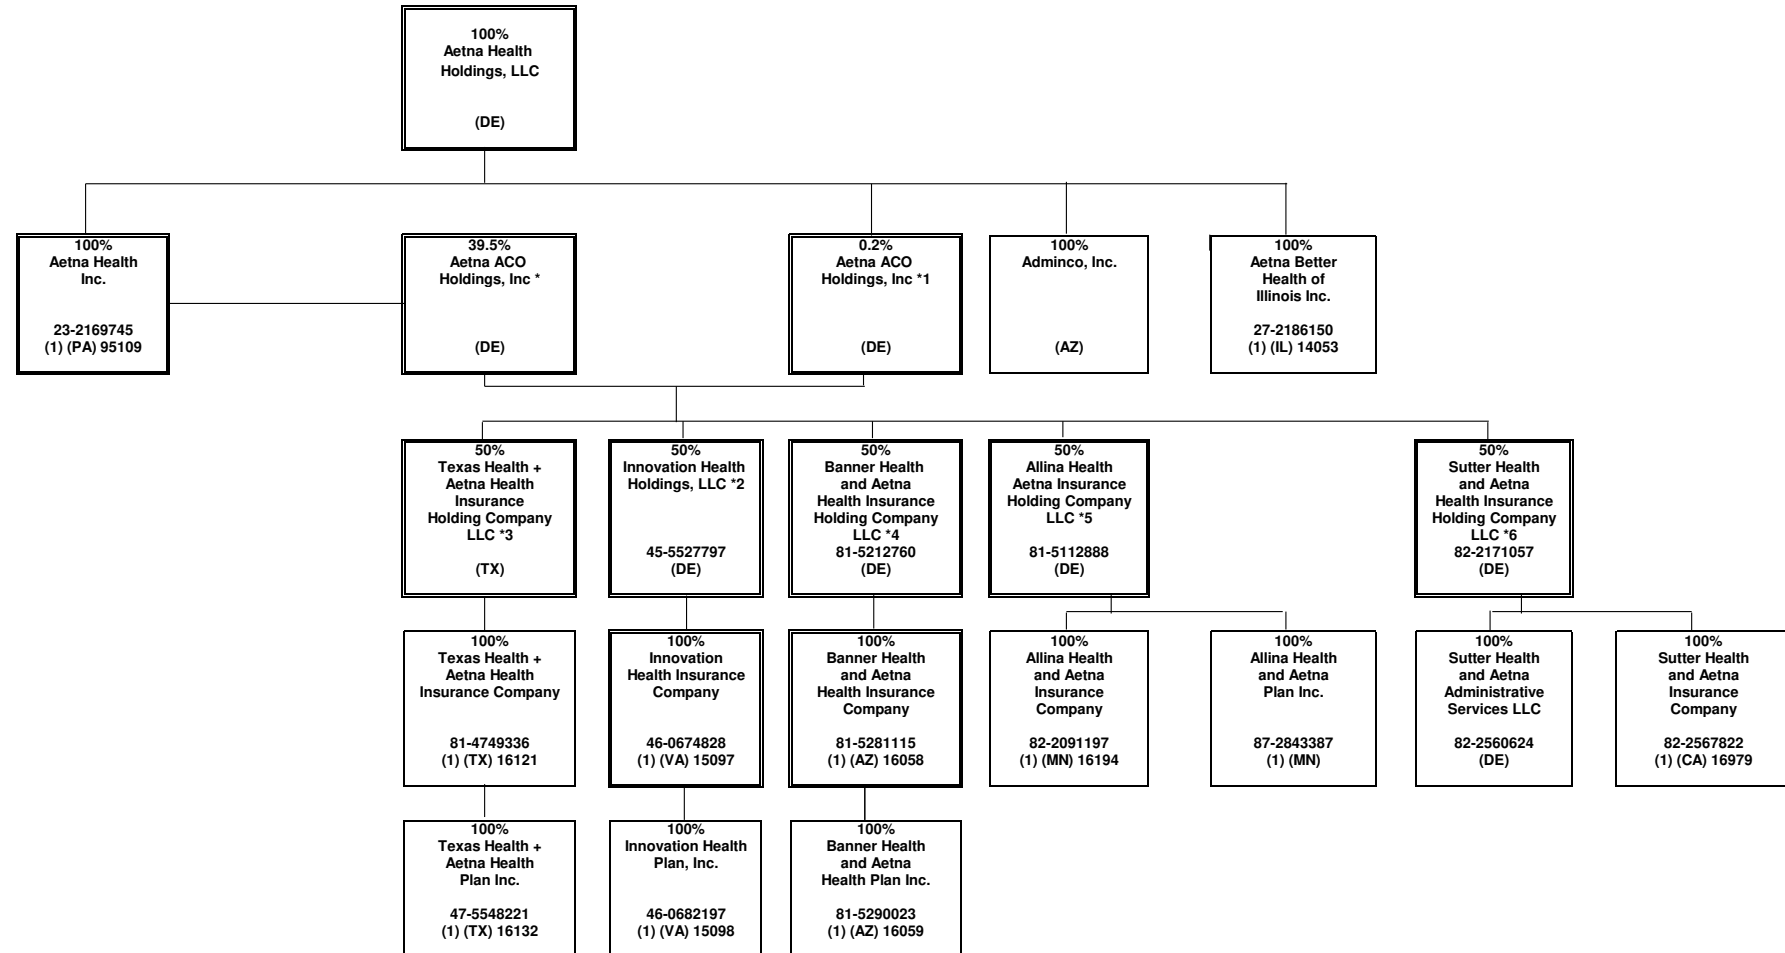 100%
Aetna Health
Holdings, LLC
(DE)
100%
Aetna Health
Inc.
23-2169745
(1) (PA) 95109
39.5%
Aetna ACO
Holdings, Inc *
(DE)
0.2%
Aetna ACO
Holdings, Inc *1
(DE)
100%
Adminco, Inc.
(AZ)
100%
Aetna Better
Health of
Illinois Inc.
27-2186150
(1) (IL) 14053
50%
Texas Health +
Aetna Health
Insurance
Holding Company
LLC *3
(TX)
50%
Innovation Health
Holdings, LLC *2
45-5527797
(DE)
50%
Banner Health
and Aetna
Health Insurance
Holding Company
LLC *4
81-5212760
(DE)
50%
Allina Health
Aetna Insurance
Holding Company
LLC *5
81-5112888
(DE)
50%
Sutter Health
and Aetna
Health Insurance
Holding Company
LLC *6
82-2171057
(DE)
100%
Texas Health +
Aetna Health
Insurance Company
81-4749336
(1) (TX) 16121
100%
Innovation
Health Insurance
Company
46-0674828
(1) (VA) 15097
100%
Banner Health
and Aetna
Health Insurance
Company
81-5281115
(1) (AZ) 16058
100%
Allina Health
and Aetna
Insurance
Company
82-2091197
(1) (MN) 16194
100%
Allina Health
and Aetna
Plan Inc.
87-2843387
(1) (MN)
100%
Sutter Health
and Aetna
Administrative
Services LLC
82-2560624
(DE)
100%
Sutter Health
and Aetna
Insurance
Company
82-2567822
(1) (CA) 16979
100%
Texas Health +
Aetna Health
Plan Inc.
47-5548221
(1) (TX) 16132
100%
Innovation Health
Plan, Inc.
46-0682197
(1) (VA) 15098
100%
Banner Health
and Aetna
Health Plan Inc.
81-5290023
(1) (AZ) 16059